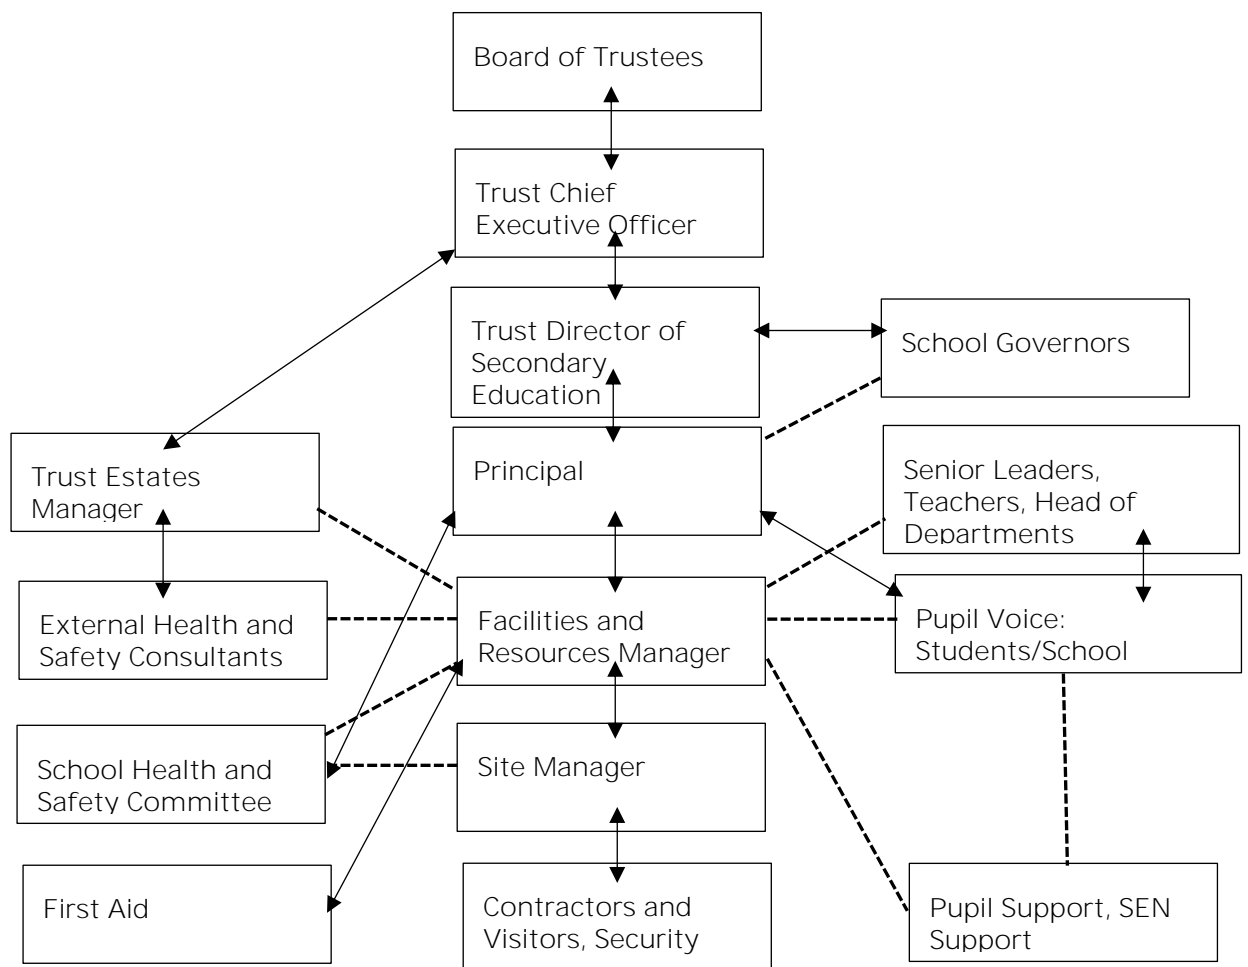 Board of Trustees
Trust Chief
Executive Officer
Trust Director of
Secondary
Education
School Governors
Trust Estates
Manager
Principal
Senior Leaders,
Teachers, Head of
Departments
External Health and
Safety Consultants
Facilities and
Resources Manager
Pupil Voice:
Students/School
School Health and
Safety Committee
Site Manager
First Aid
Contractors and
Visitors, Security
Pupil Support, SEN
Support